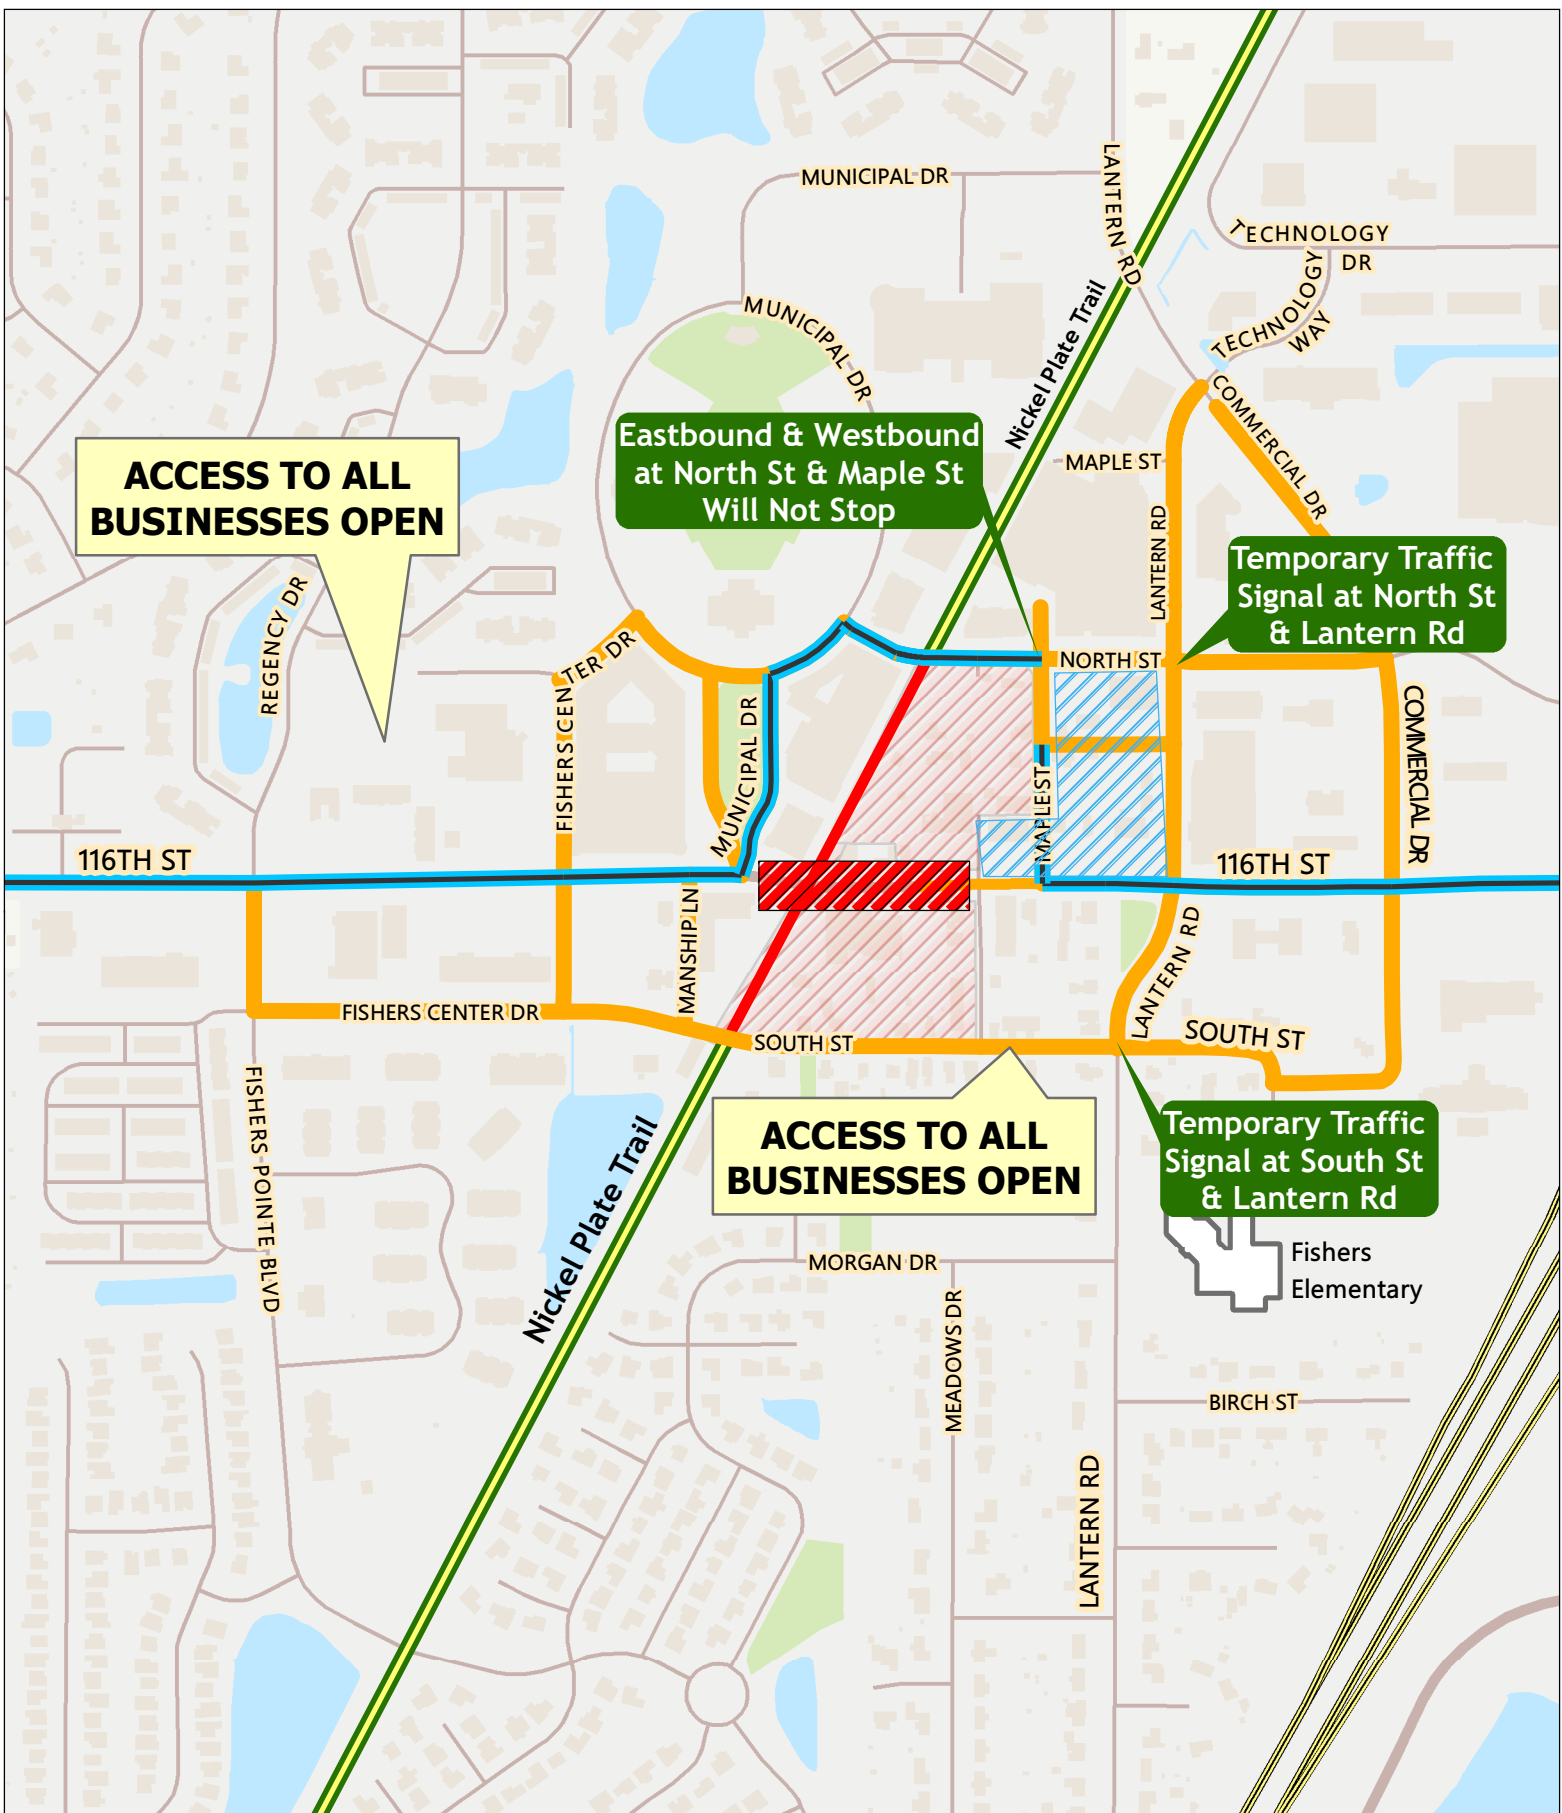 MUNICIPAL DR
LANTERN RD
TECHNOLOGY
DR
TECHNOLOGY
WAY
MUNICIPAL DR
Nickel Plate Trail
COMMERCIAL DR
Eastbound & Westbound
at North St & Maple St
Will Not Stop
MAPLE ST
ACCESS TO ALL
BUSINESSES OPEN
LANTERN RD
Temporary Traffic
Signal at North St
& Lantern Rd
REGENCY DR
FISHERS CENTER DR
NORTH ST
MUNICIPAL DR
COMMERCIAL DR
MAPLE ST
116TH ST
116TH ST
MANSHIP LN
LANTERN RD
FISHERS CENTER DR
SOUTH ST
SOUTH ST
FISHERS POINTE BLVD
Nickel Plate Trail
ACCESS TO ALL
BUSINESSES OPEN
Temporary Traffic
Signal at South St
& Lantern Rd
Fishers
Elementary
MORGAN DR
MEADOWS DR
BIRCH ST
LANTERN RD